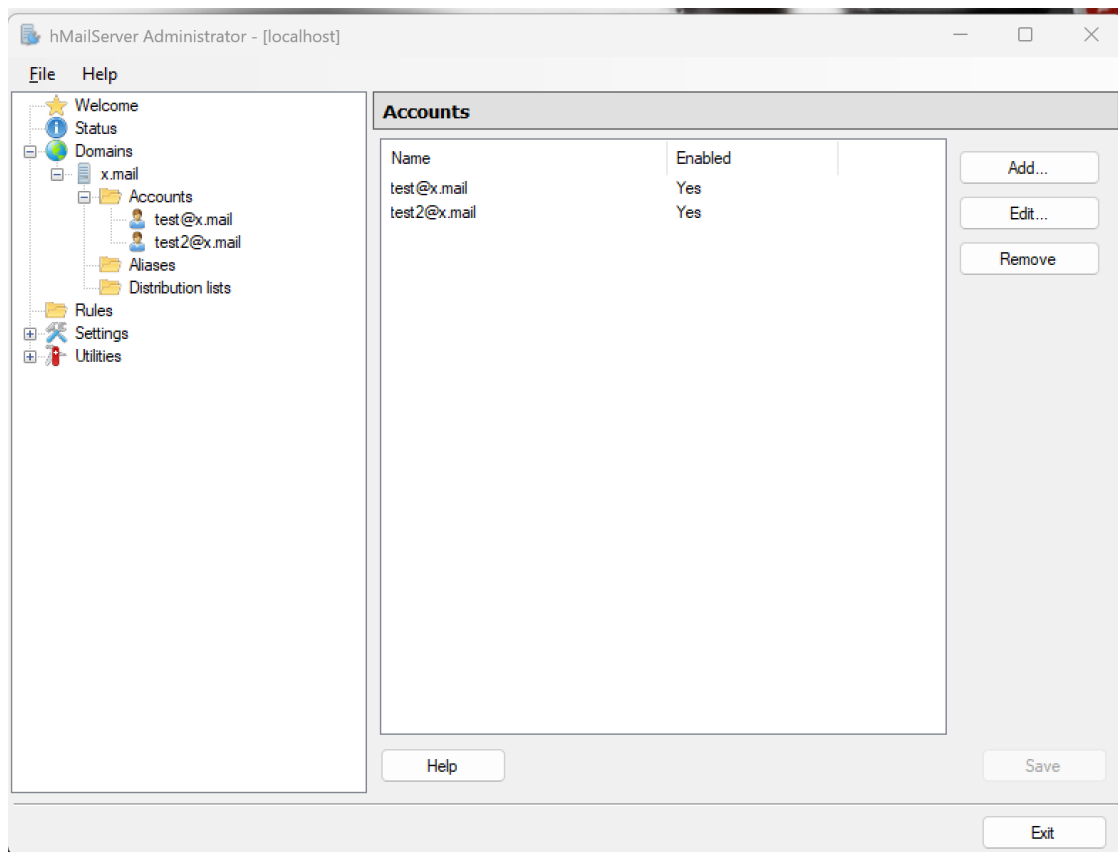 hMailServer Administrator - [localhost]
File Help
Welcome
Status
Domains
x.mail
Accounts
test@x.mail
test2@x.mail
Aliases
Distribution lists
Rules
Settings
Utilities
Accounts
Name Enabled
test@x.mail Yes
test2@x.mail Yes
Add...
Edit...
Remove
Help
Save
Exit